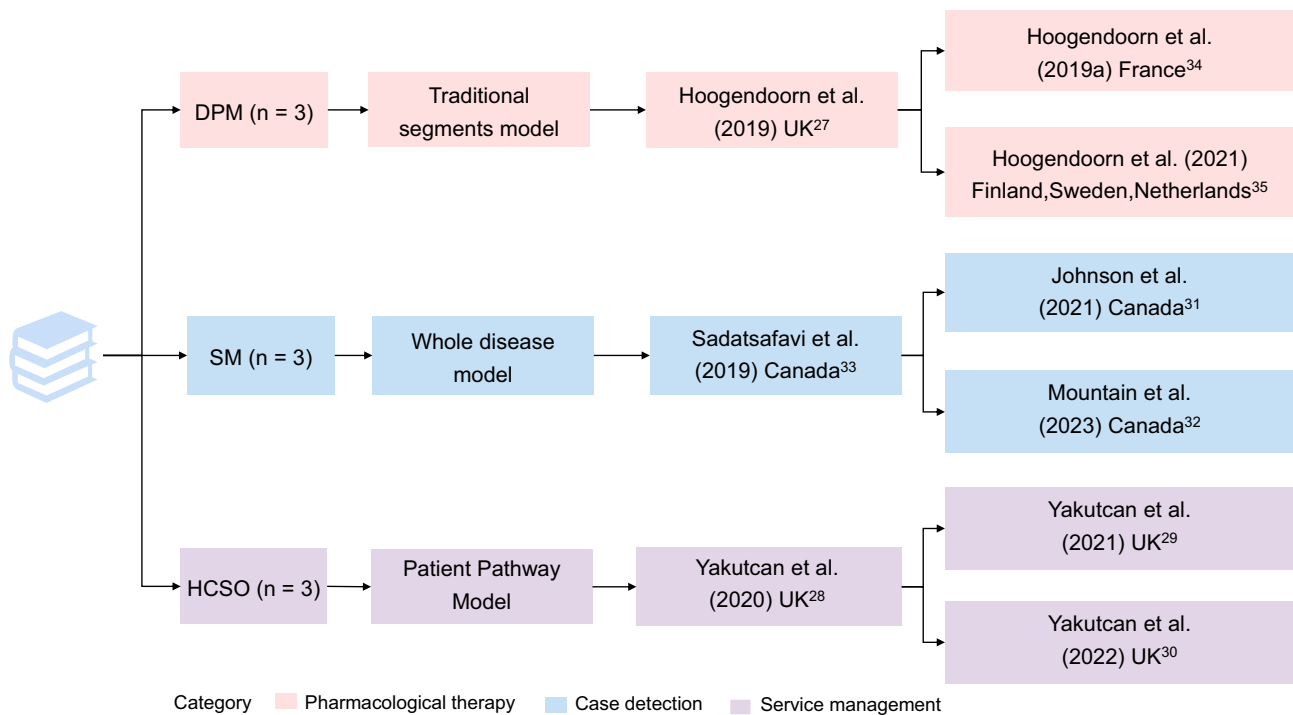 DPM (n = 3)
Traditional
segments model
Hoogendoorn et al.
(2019) UK27
Hoogendoorn et al.
(2019a) France34
Hoogendoorn et al. (2021)
Finland,Sweden,Netherlands35
SM (n = 3)
Whole disease
model
Sadatsafavi et al.
(2019) Canada33
Johnson et al.
(2021) Canada31
Mountain et al.
(2023) Canada32
HCSO (n = 3)
Patient Pathway
Model
Yakutcan et al.
(2020) UK28
Yakutcan et al.
(2021) UK29
Yakutcan et al.
(2022) UK30
Category Pharmacological therapy Case detection Service management